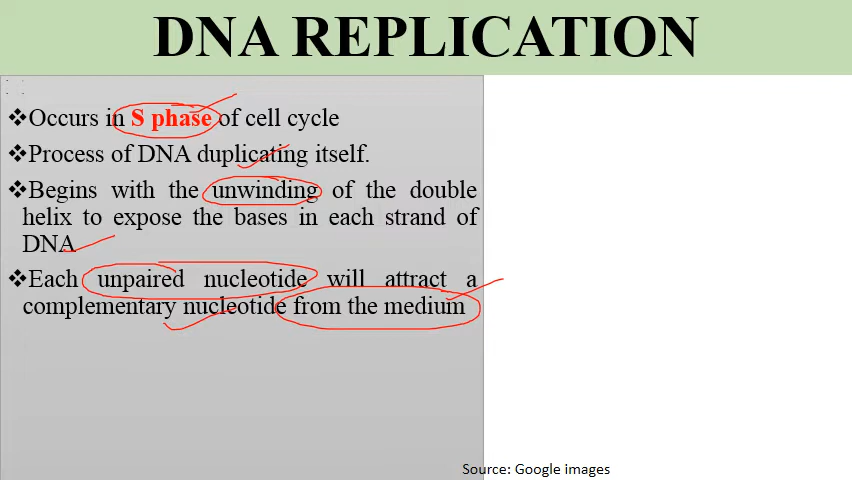 DNA REPLICATION
❖Occurs in S phase of cell cycle
❖Process of DNA duplicating itself.
❖Begins with the unwinding of the double
helix to expose the bases in each strand of
DNA
❖Each unpaired nucleotide will attract a
complementary nucleotide from the medium
Source: Google images